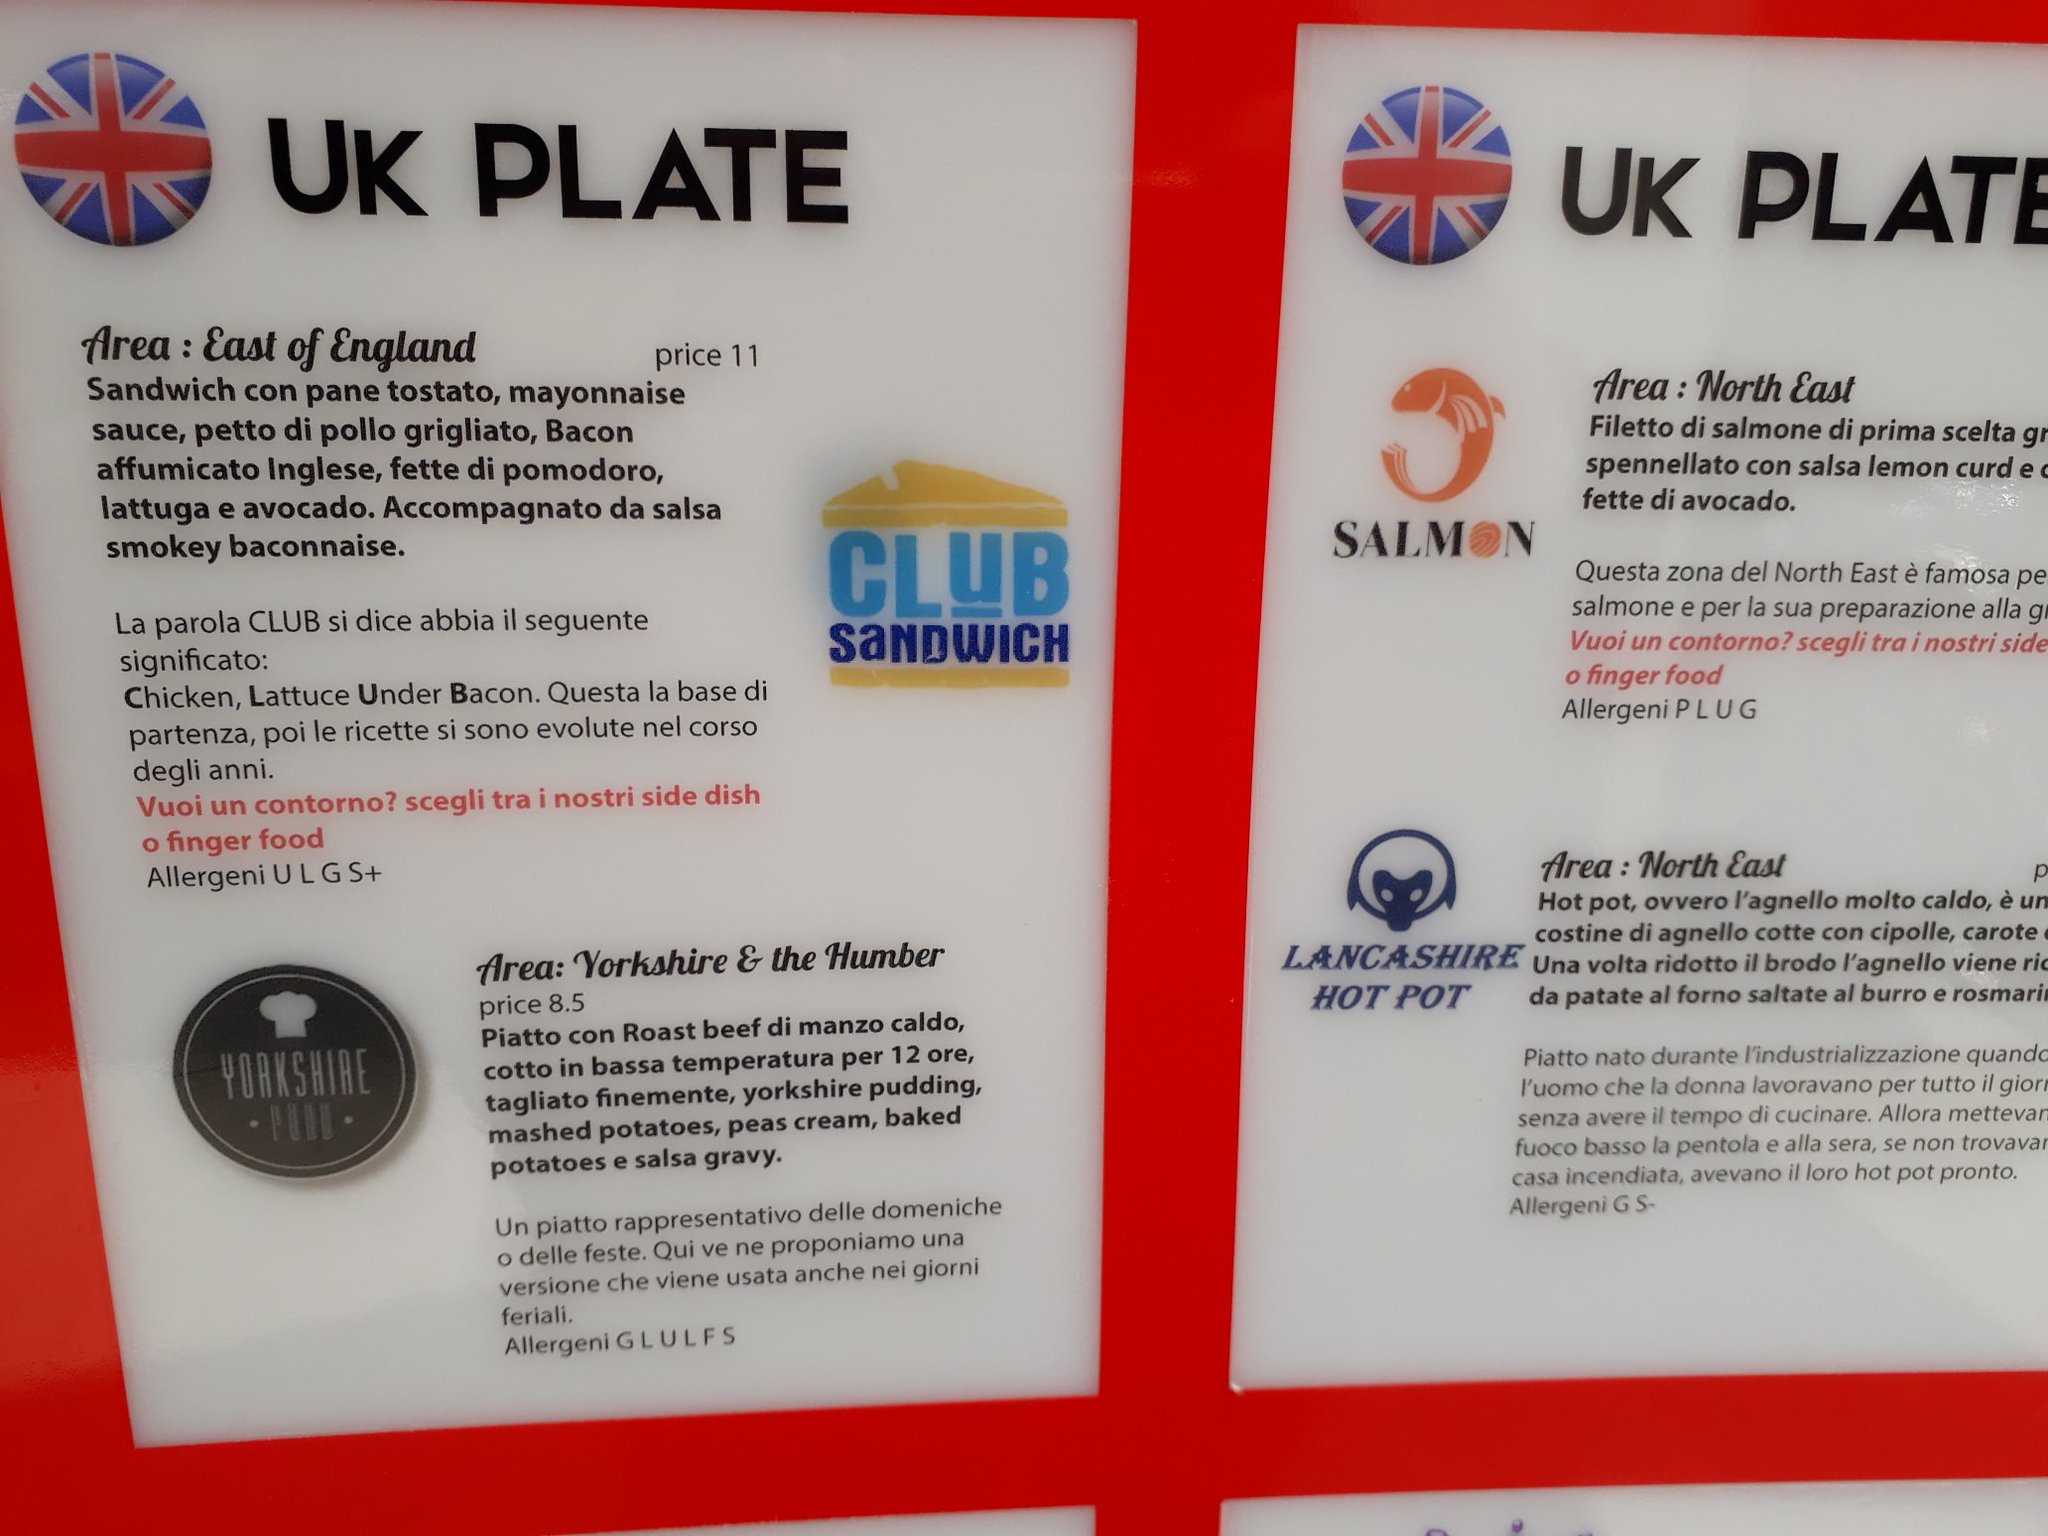 UK PLATE
Area : East of England
price 11
Sandwich con pane tostato, mayonnaise
sauce, petto di pollo grigliato, Bacon
affumicato Inglese, fette di pomodoro,
lattuga e avocado. Accompagnato da salsa
smokey baconnaise.
CLUB
SANDWICH
La parola CLUB si dice abbia il seguente
significato:
Chicken, Lattuce Under Bacon. Questa la base di
partenza, poi le ricette si sono evolute nel corso
degli anni.
Vuoi un contorno? scegli tra i nostri side dish
o finger food
Allergeni U L G S+
YORKSHIRE
Area: Yorkshire & the Humber
price 8.5
Piatto con Roast beef di manzo caldo,
cotto in bassa temperatura per 12 ore,
tagliato finemente, yorkshire pudding,
mashed potatoes, peas cream, baked
potatoes e salsa gravy.
Un piatto rappresentativo delle domeniche
o delle feste. Qui ve ne proponiamo una
versione che viene usata anche nei giorni
feriali.
Allergeni G L U L F S
UK PLATE
SALMON
Area : North East
Filetto di salmone di prima scelta
spennellato con salsa lemon curd e
fette di avocado.
Questa zona del North East è famosa
salmone e per la sua preparazione alla
Vuoi un contorno? scegli tra i nostri side
o finger food
Allergeni P L U G
LANCASHIRE
HOT POT
Area : North East
Hot pot, ovvero l'agnello molto caldo, è
costine di agnello cotte con cipolle, carote
Una volta ridotto il brodo l'agnello viene
da patate al forno saltate al burro e
Piatto nato durante l'industrializzazione quando
l'uomo che la donna lavoravano per tutto il
senza avere il tempo di cucinare. Allora
fuoco basso la pentola e alla sera, se non
casa incendiata, avevano il loro hot pot pronto.
Allergeni G S-